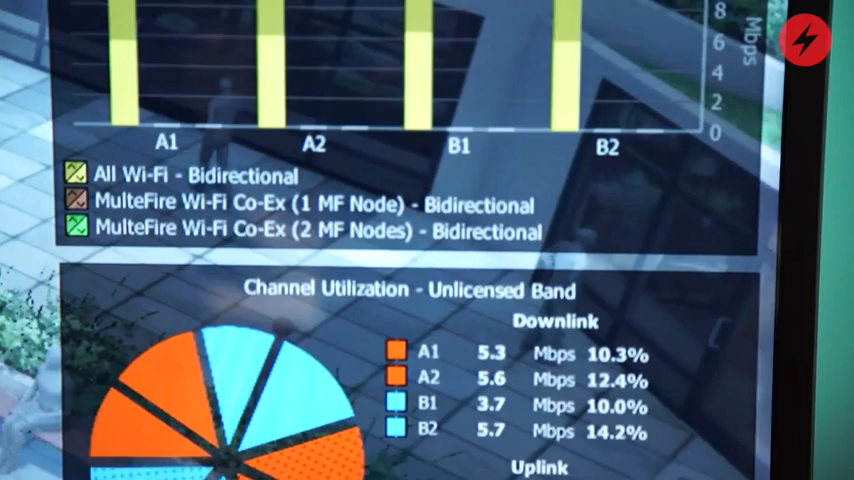 8
6
4
2
0
Mbps
A1 A2 B1 B2
All Wi-Fi - Bidirectional
MulteFire Wi-Fi Co-Ex (1 MF Node) - Bidirectional
MulteFire Wi-Fi Co-Ex (2 MF Nodes) - Bidirectional
Channel Utilization - Unlicensed Band
Downlink
A1 5.3 Mbps 10.3%
A2 5.6 Mbps 12.4%
B1 3.7 Mbps 10.0%
B2 5.7 Mbps 14.2%
Uplink